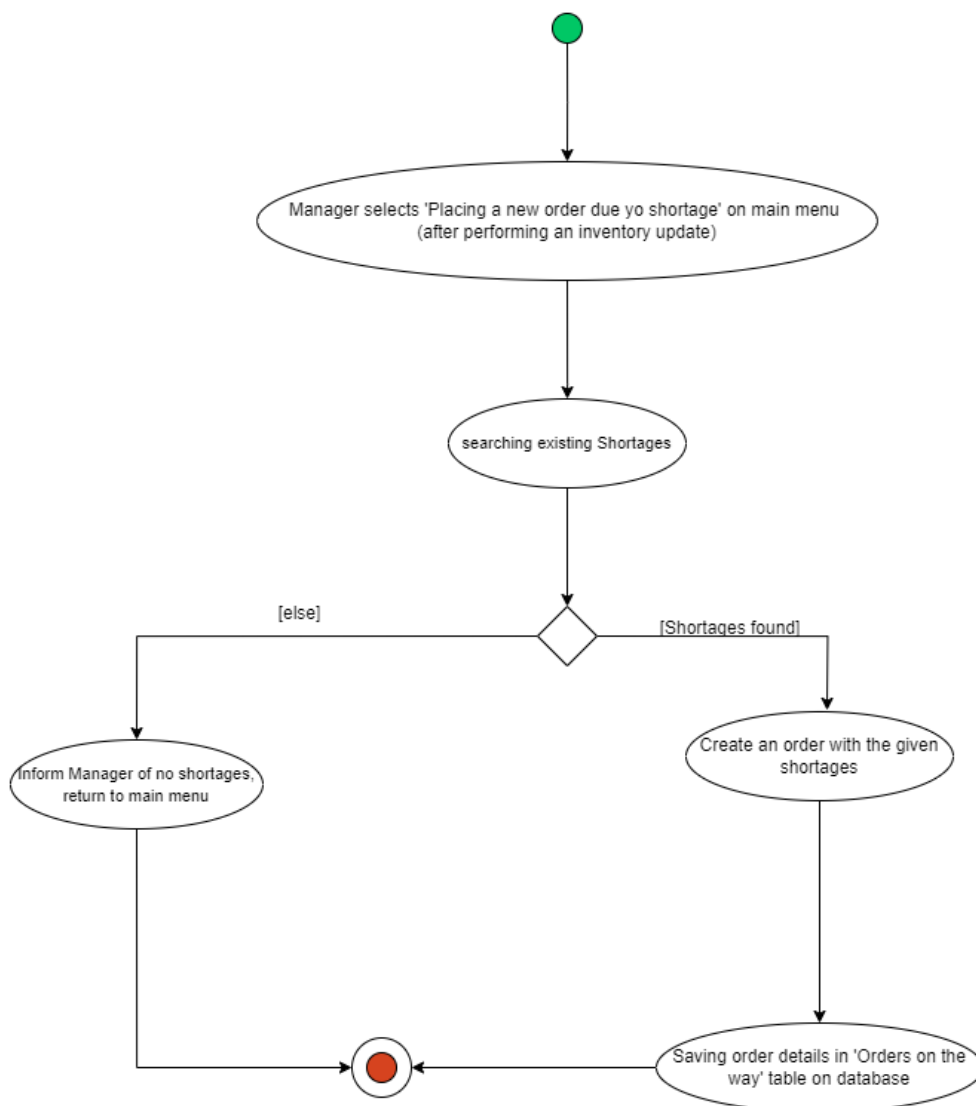 Manager selects 'Placing a new order due yo shortage' on main menu
(after performing an inventory update)
searching existing Shortages
[else]
[Shortages found]
Inform Manager of no shortages,
return to main menu
Create an order with the given
shortages
Saving order details in 'Orders on the
way' table on database